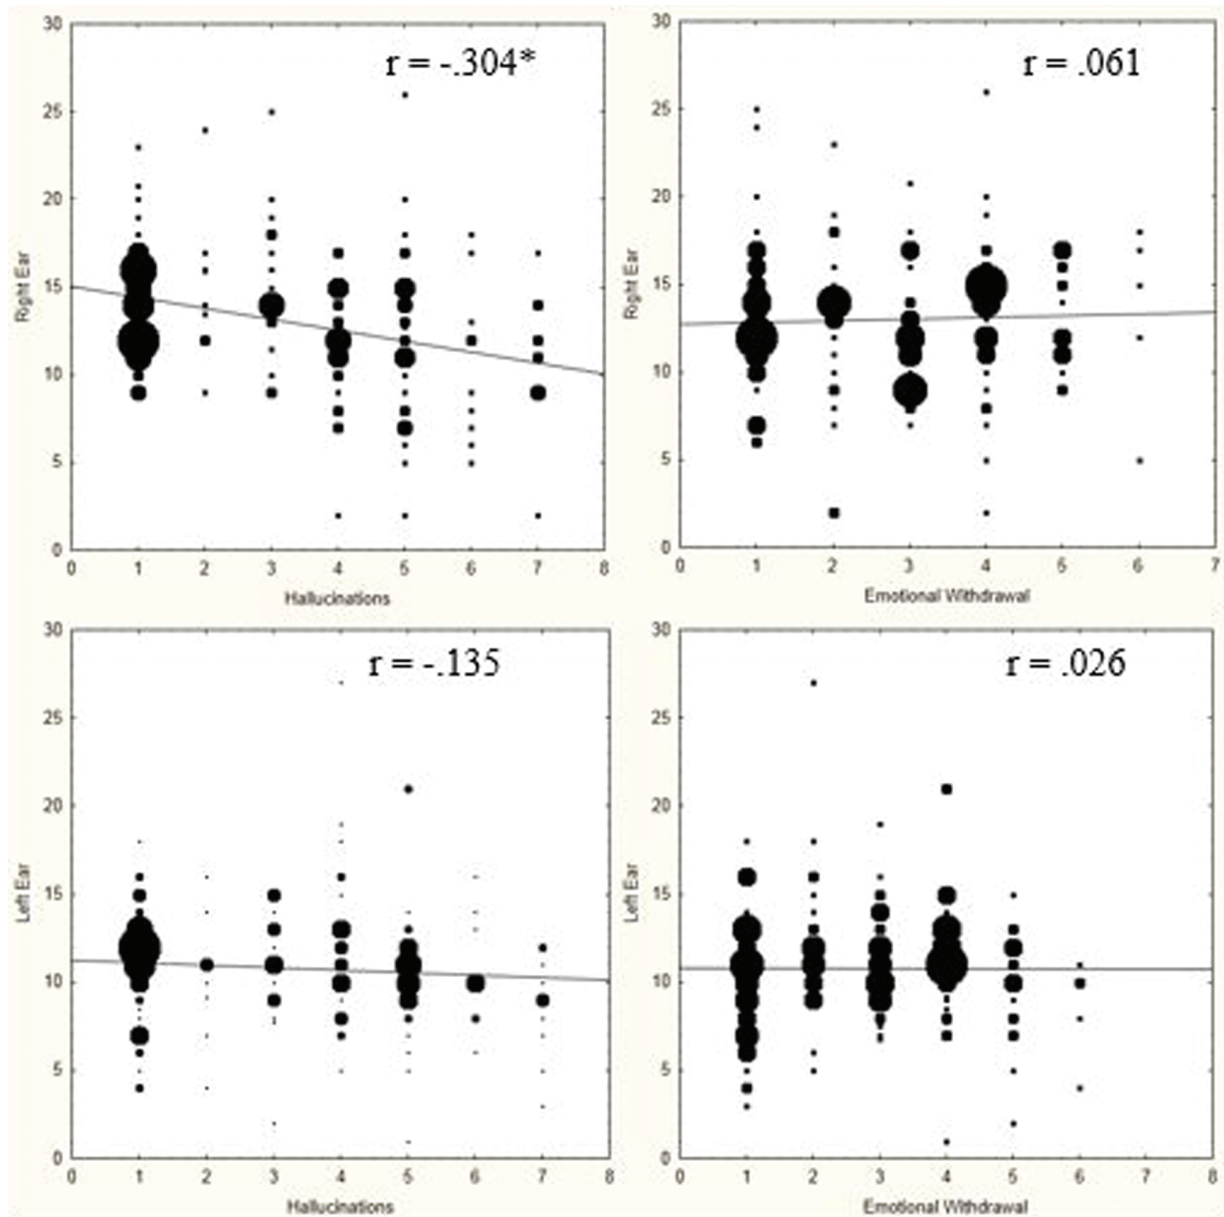 r = -.304*
Right Ear
30
25
20
15
10
5
0
0 1 2 3 4 5 6 7 8
Hallucinations
r = .061
Right Ear
30
25
20
15
10
5
0
0 1 2 3 4 5 6 7
Emotional Withdrawal
r = -.135
Left Ear
30
25
20
15
10
5
0
0 1 2 3 4 5 6 7 8
Hallucinations
r = .026
Left Ear
30
25
20
15
10
5
0
0 1 2 3 4 5 6 7 8
Emotional Withdrawal